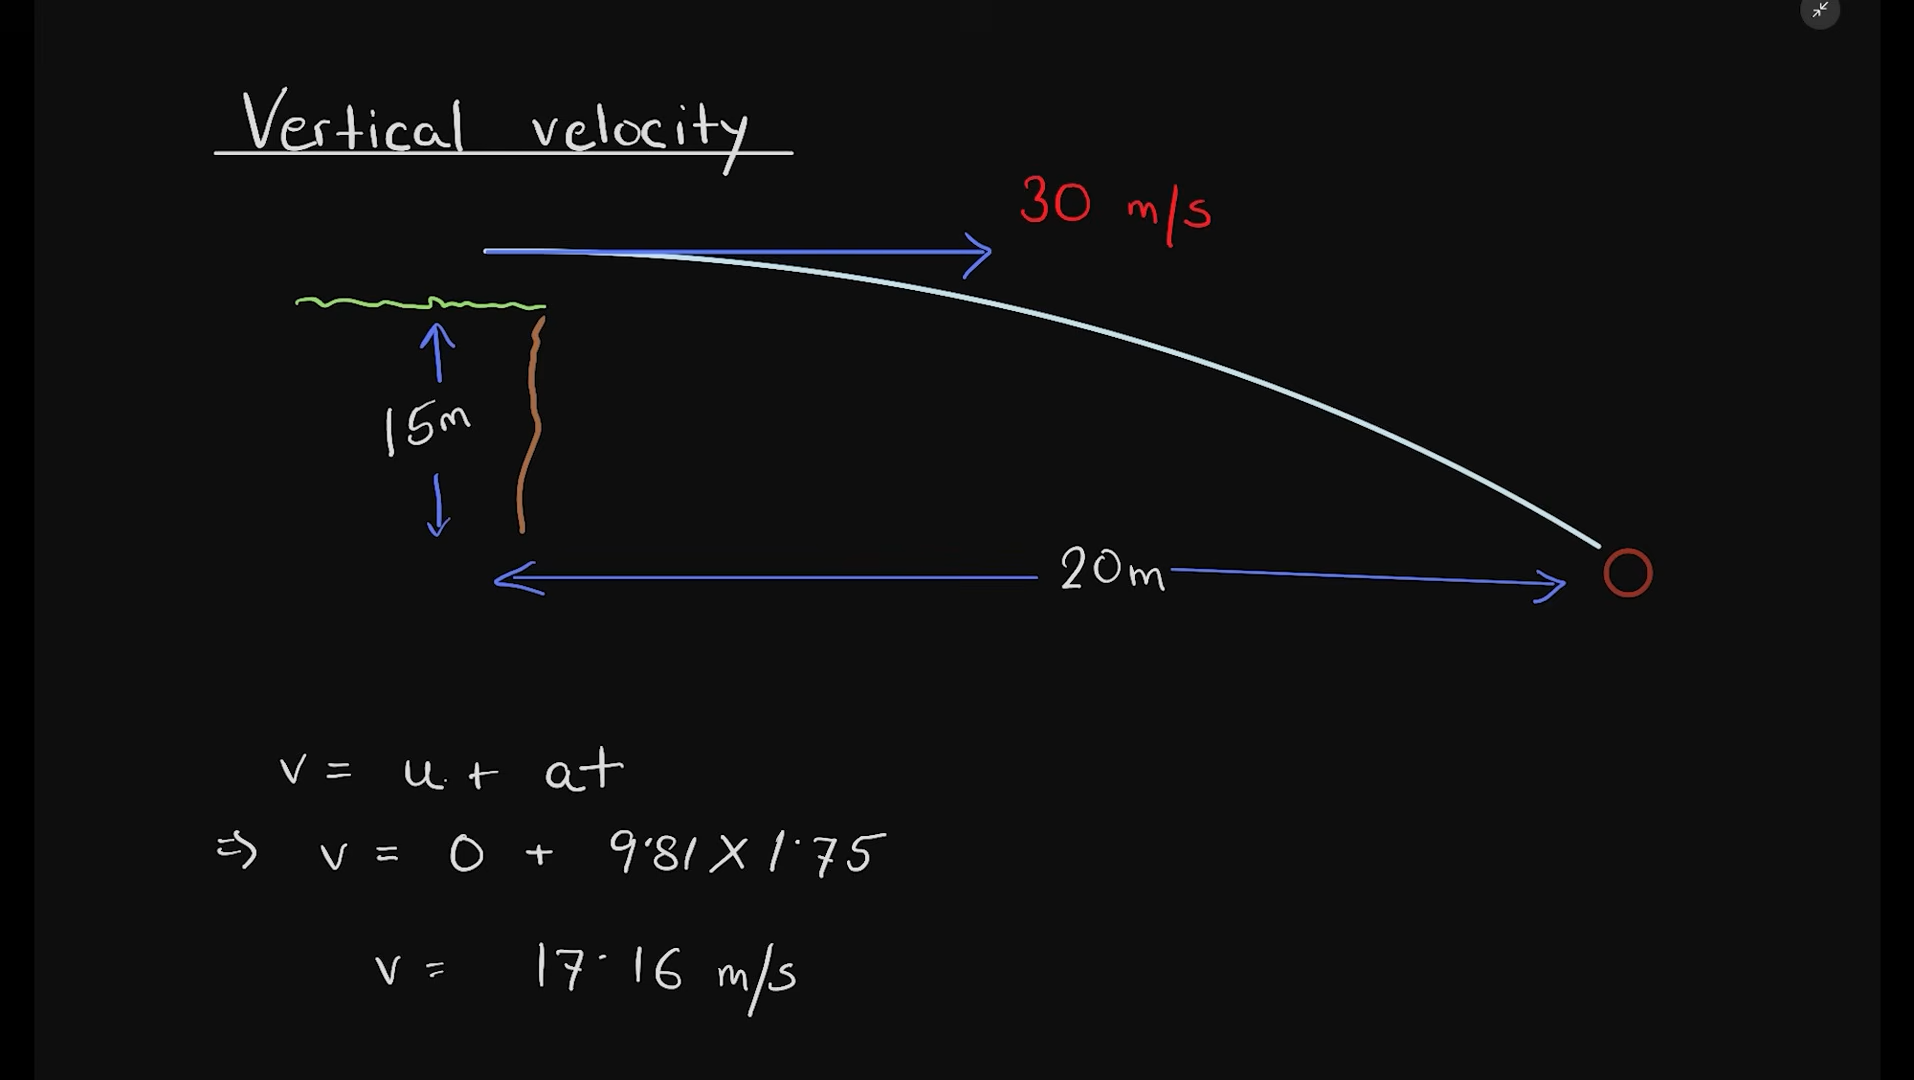 Vertical velocity
30 m/s
15m
20m
v = u + at
⇒ v = 0 + 9·81 X 1·75
v = 17·16 m/s